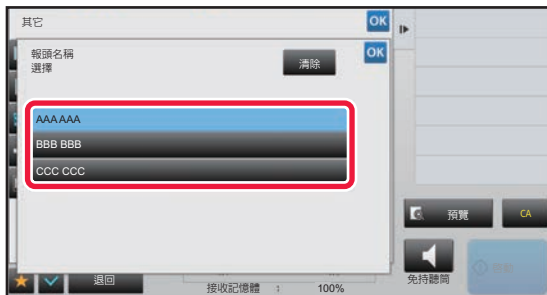 其它
OK
報頭名稱
選擇
清除
OK
AAA AAA
BBB BBB
CCC CCC
預覽
CA
退回
接收記憶體 : 100%
免持聽筒